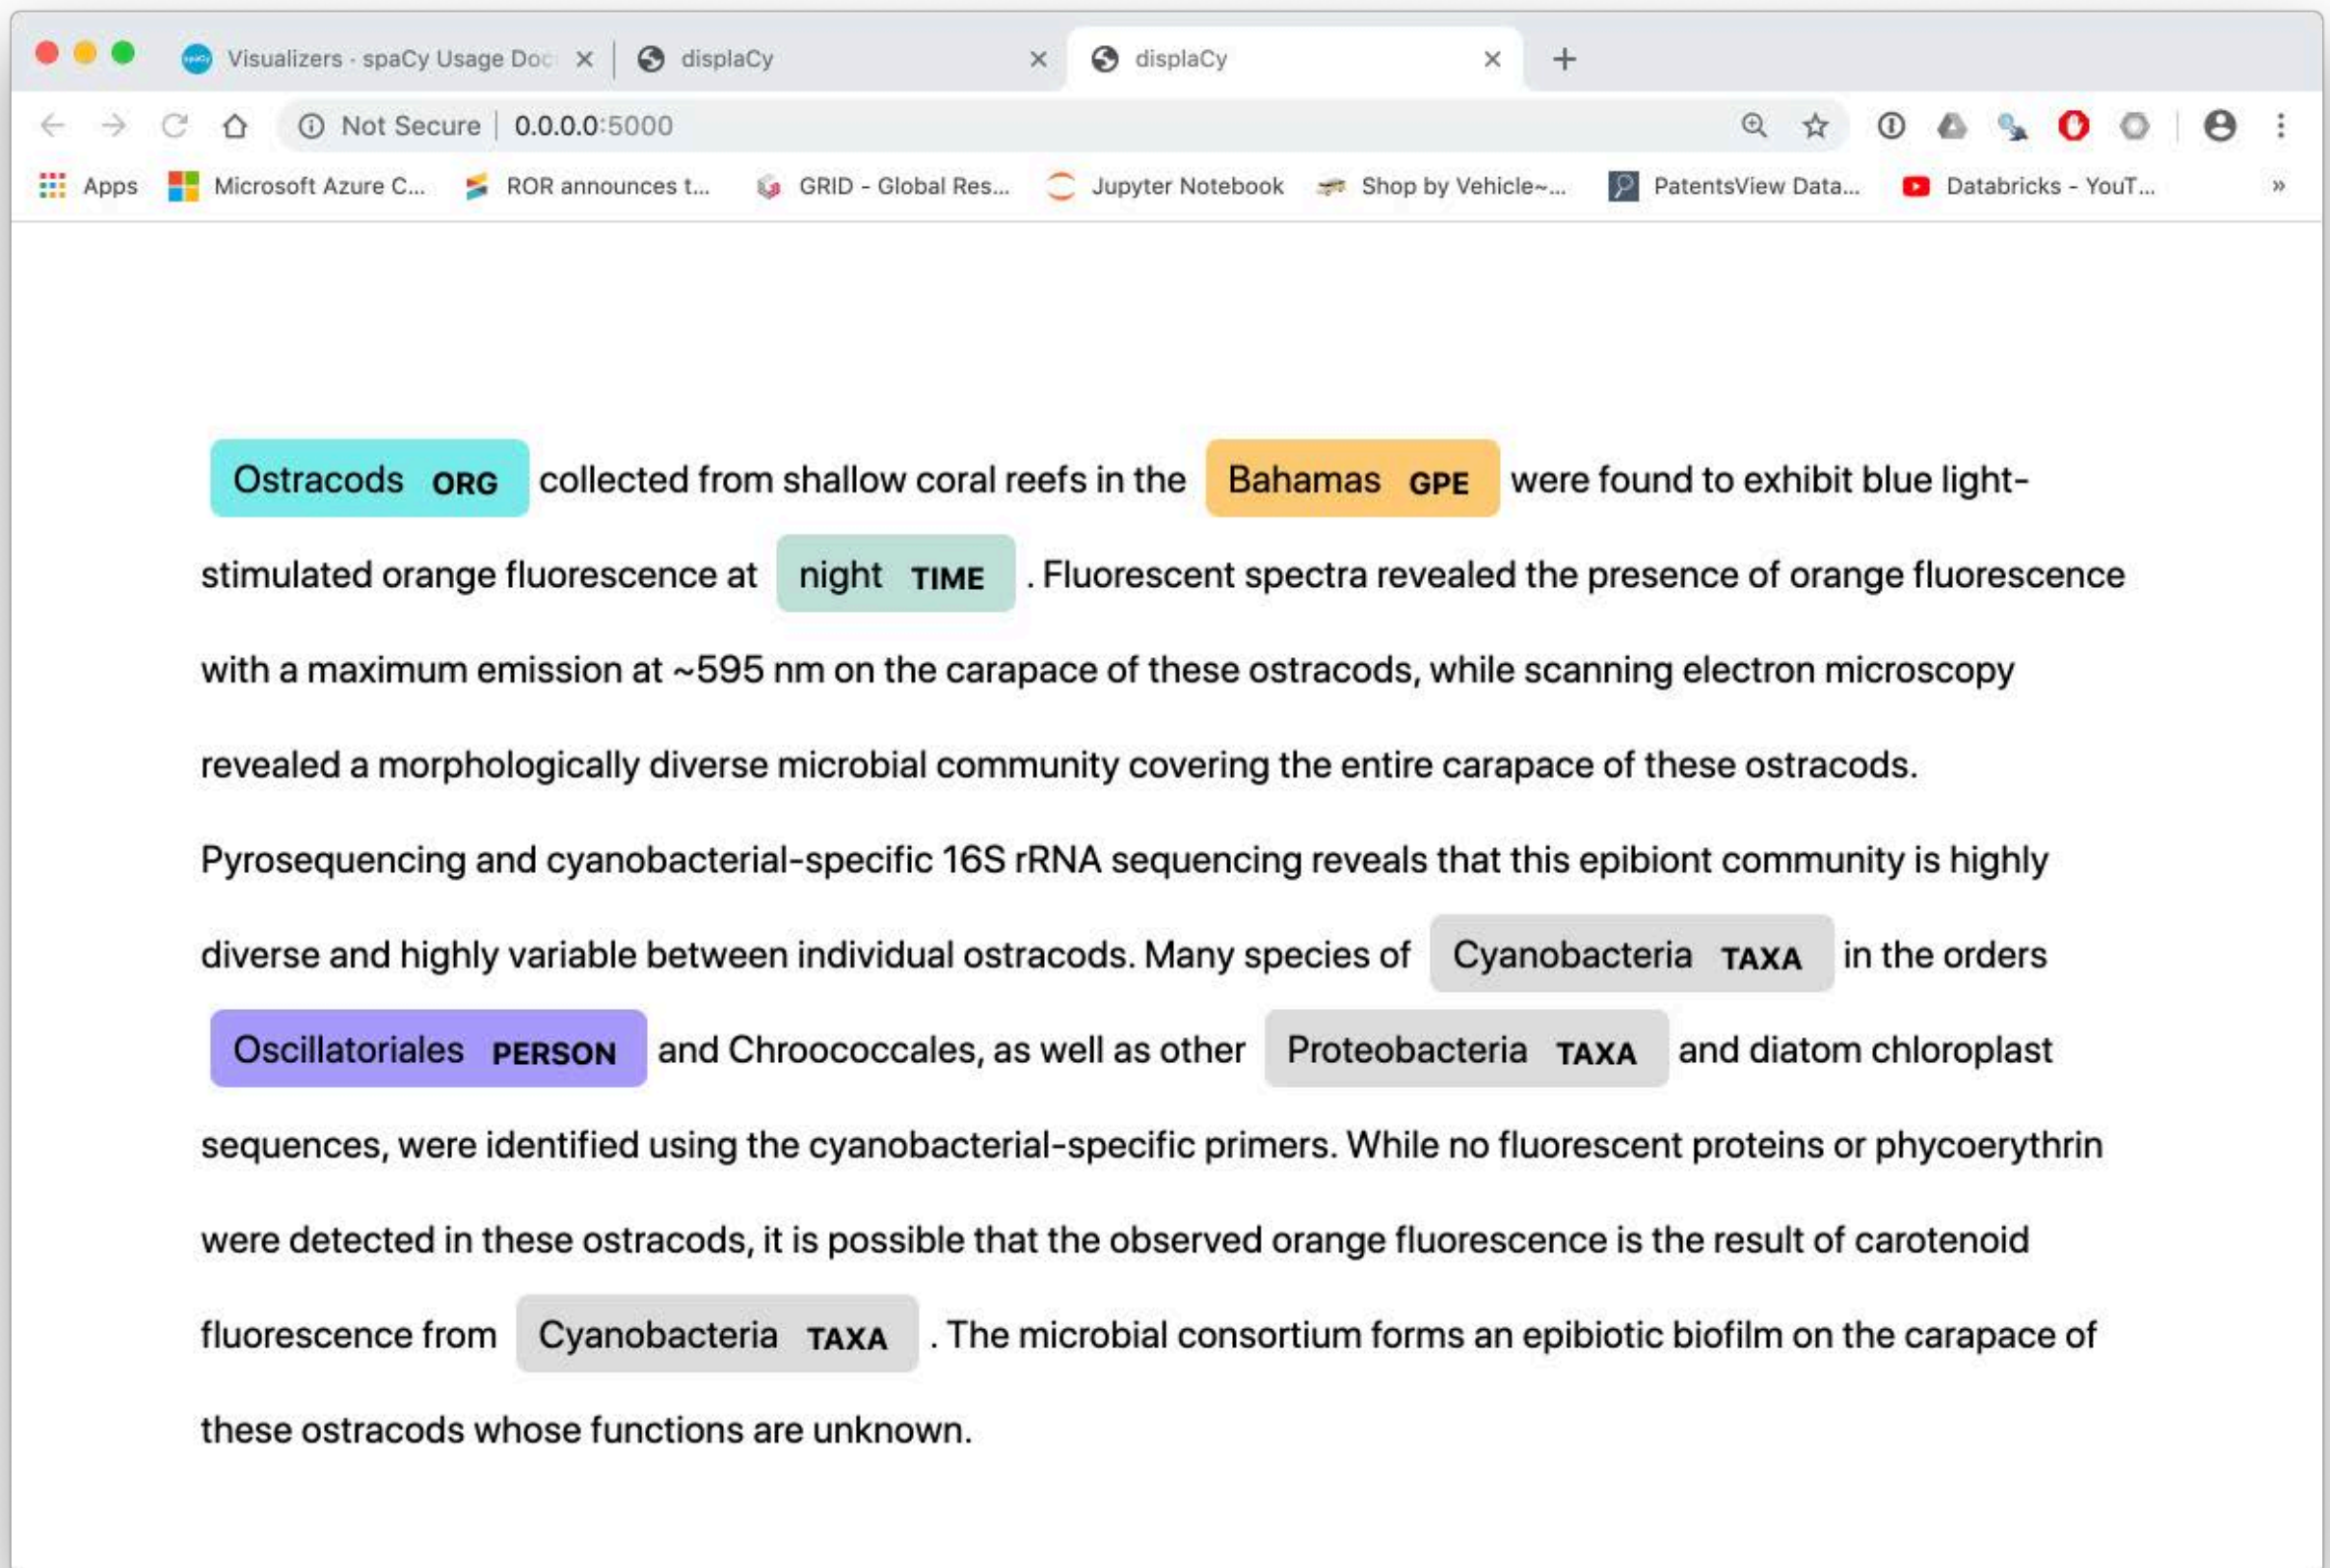 Visualizers · spaCy Usage Doc
displaCy
displaCy
Not Secure | 0.0.0.0:5000
Apps
Microsoft Azure C...
ROR announces t...
GRID - Global Res...
Jupyter Notebook
Shop by Vehicle~...
PatentsView Data...
Databricks - YouT...
»
Ostracods ORG collected from shallow coral reefs in the Bahamas GPE were found to exhibit blue light-
stimulated orange fluorescence at night TIME . Fluorescent spectra revealed the presence of orange fluorescence
with a maximum emission at ~595 nm on the carapace of these ostracods, while scanning electron microscopy
revealed a morphologically diverse microbial community covering the entire carapace of these ostracods.
Pyrosequencing and cyanobacterial-specific 16S rRNA sequencing reveals that this epibiont community is highly
diverse and highly variable between individual ostracods. Many species of Cyanobacteria TAXA in the orders
Oscillatoriales PERSON and Chroococcales, as well as other Proteobacteria TAXA and diatom chloroplast
sequences, were identified using the cyanobacterial-specific primers. While no fluorescent proteins or phycoerythrin
were detected in these ostracods, it is possible that the observed orange fluorescence is the result of carotenoid
fluorescence from Cyanobacteria TAXA . The microbial consortium forms an epibiotic biofilm on the carapace of
these ostracods whose functions are unknown.